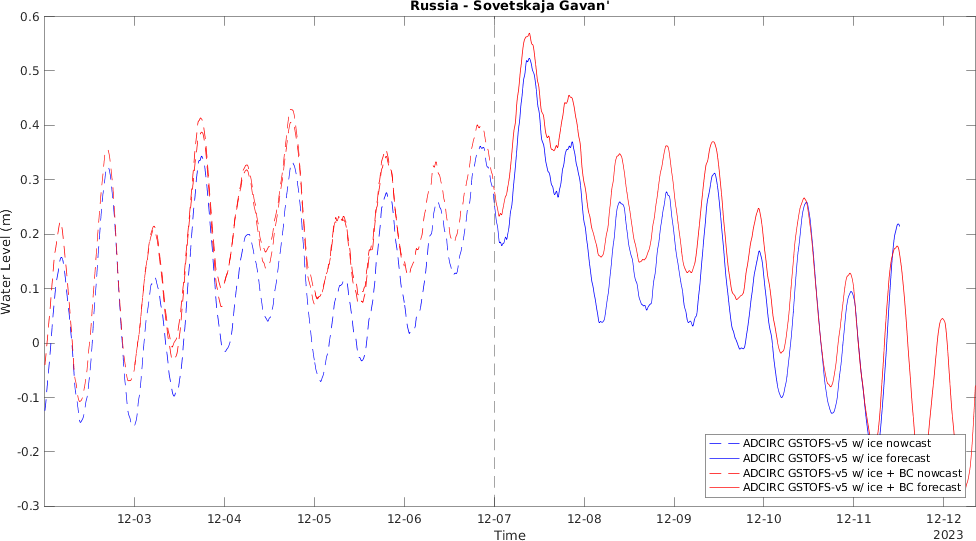 Russia - Sovetskaja Gavan'
0.6
0.5
0.4
0.3
0.2
0.1
0
-0.1
-0.2
-0.3
Water Level (m)
ADCIRC GSTOFS-v5 w/ ice nowcast
ADCIRC GSTOFS-v5 w/ ice forecast
ADCIRC GSTOFS-v5 w/ ice + BC nowcast
ADCIRC GSTOFS-v5 w/ ice + BC forecast
12-03 12-04 12-05 12-06 12-07 12-08 12-09 12-10 12-11 12-12
Time 2023